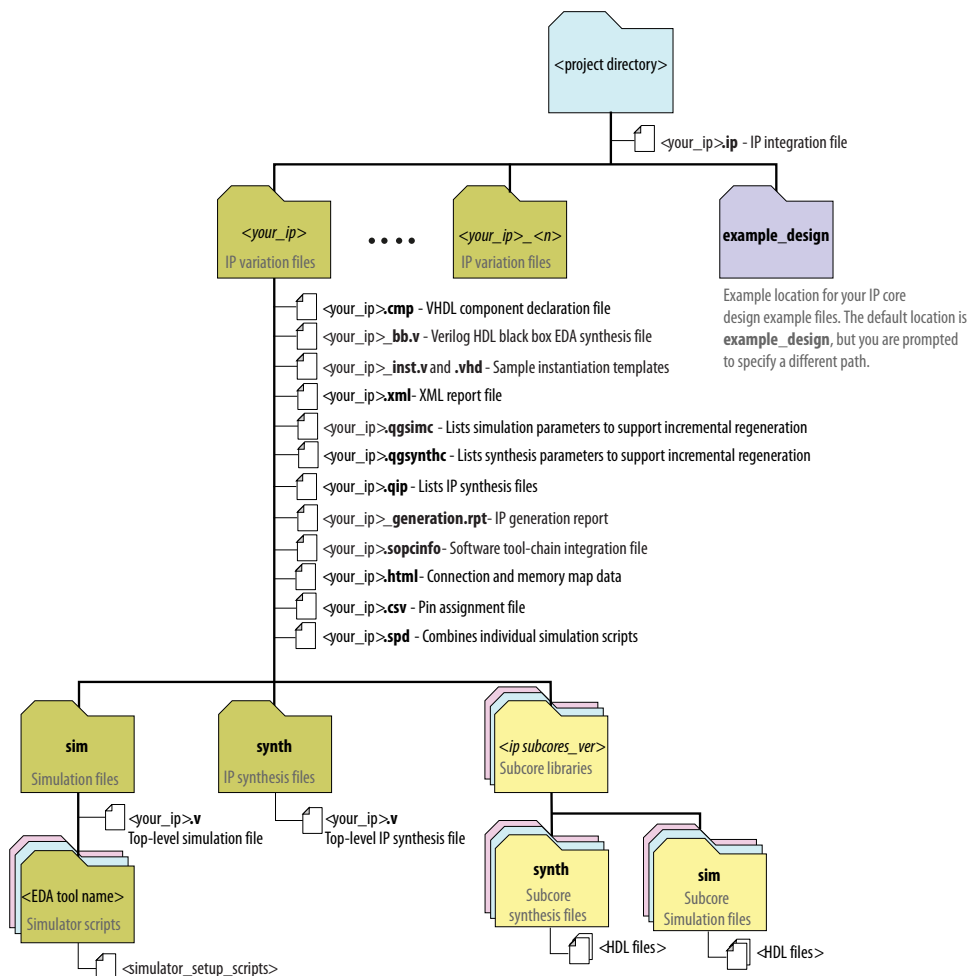 <project directory>
<your_ip>.ip - IP integration file
<your_ip>
IP variation files
<your_ip>_<n>
IP variation files
example_design
Example location for your IP core
design example files. The default location is
example_design, but you are prompted
to specify a different path.
<your_ip>.cmp - VHDL component declaration file
<your_ip>_bb.v - Verilog HDL black box EDA synthesis file
<your_ip>_inst.v and .vhd - Sample instantiation templates
<your_ip>.xml- XML report file
<your_ip>.qgsimc - Lists simulation parameters to support incremental regeneration
<your_ip>.qgsynthc - Lists synthesis parameters to support incremental regeneration
<your_ip>.qip - Lists IP synthesis files
<your_ip>_generation.rpt- IP generation report
<your_ip>.sopcinfo- Software tool-chain integration file
<your_ip>.html- Connection and memory map data
<your_ip>.csv - Pin assignment file
<your_ip>.spd - Combines individual simulation scripts
sim
Simulation files
synth
IP synthesis files
<ip subcores_ver>
Subcore libraries
<your_ip>.v
Top-level simulation file
<your_ip>.v
Top-level IP synthesis file
<EDA tool name>
Simulator scripts
synth
Subcore
synthesis files
sim
Subcore
Simulation files
<HDL files>
<HDL files>
<simulator_setup_scripts>